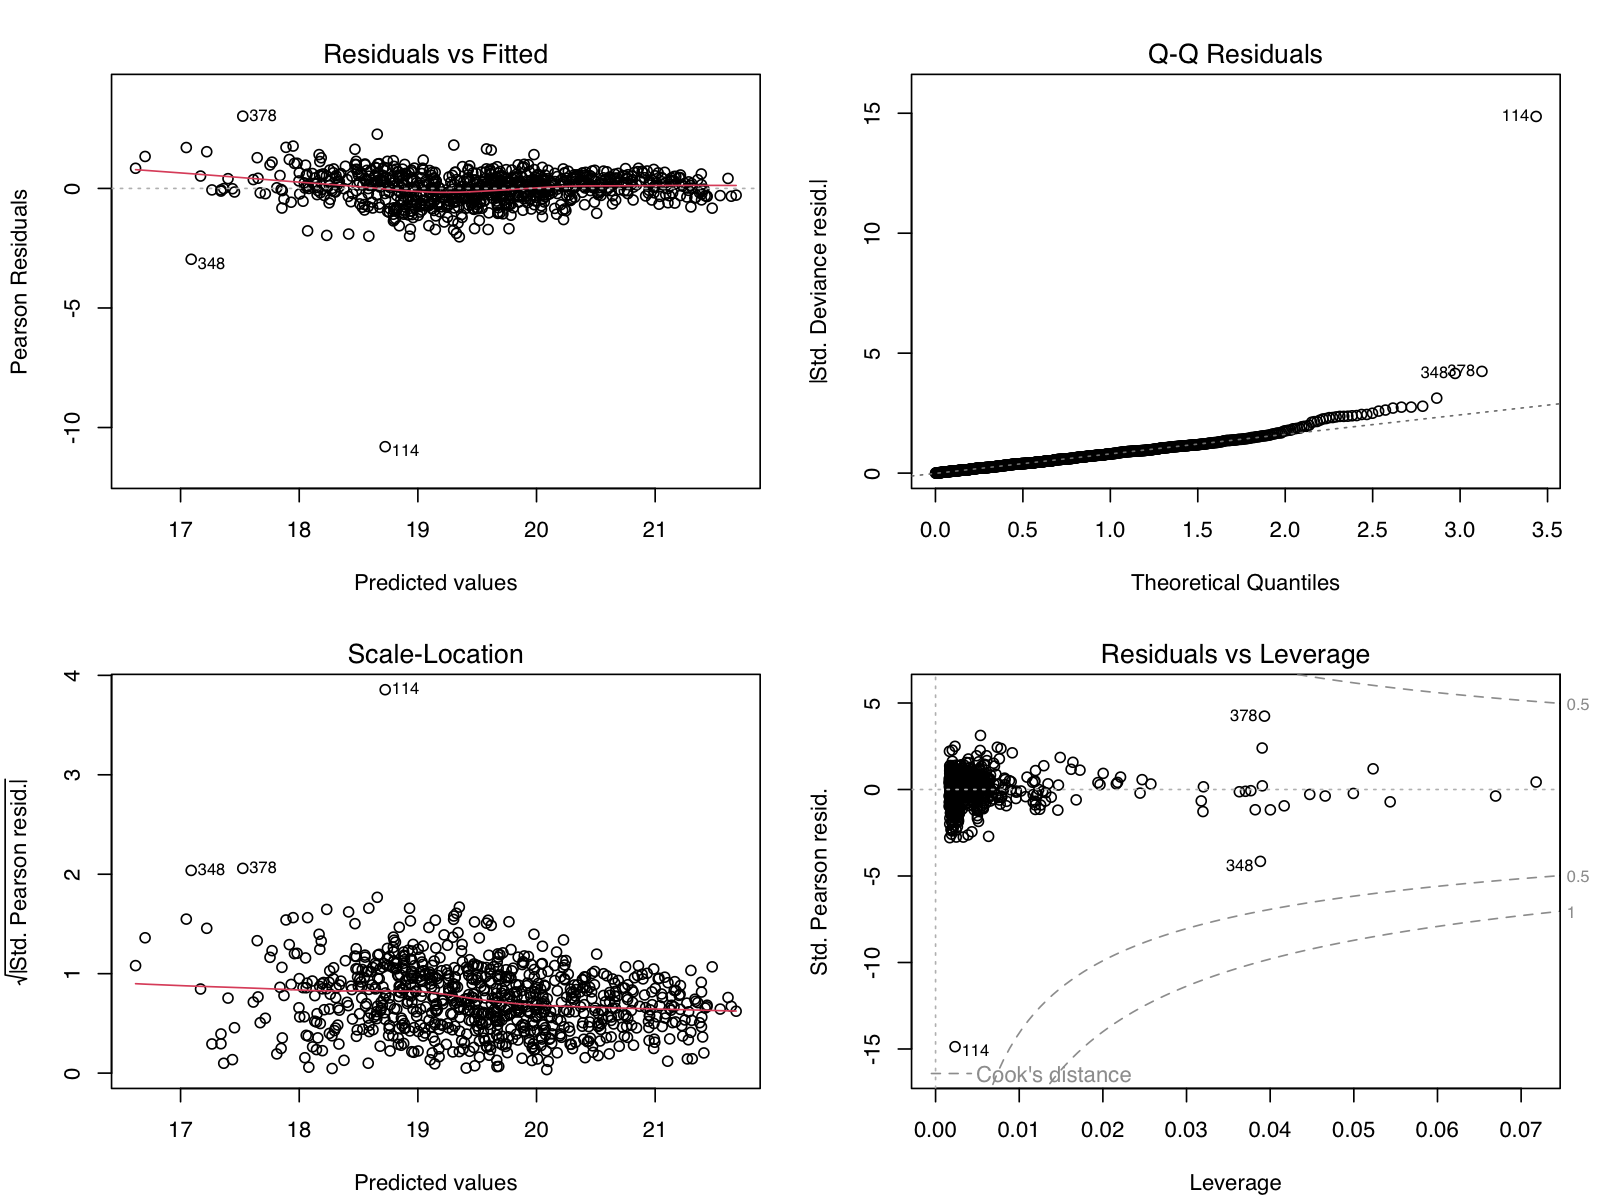 Residuals vs Fitted
Pearson Residuals
0
-5
-10
378
348
114
17 18 19 20 21
Predicted values
Q-Q Residuals
|Std. Deviance resid.|
15
10
5
0
114
348 378
0.0 0.5 1.0 1.5 2.0 2.5 3.0 3.5
Theoretical Quantiles
Scale-Location
√|Std. Pearson resid.|
4
3
2
1
0
114
348 378
17 18 19 20 21
Predicted values
Residuals vs Leverage
Std. Pearson resid.
5
0
-5
-10
-15
378
348
114
0.5
0.5
1
Cook's distance
0.00 0.01 0.02 0.03 0.04 0.05 0.06 0.07
Leverage